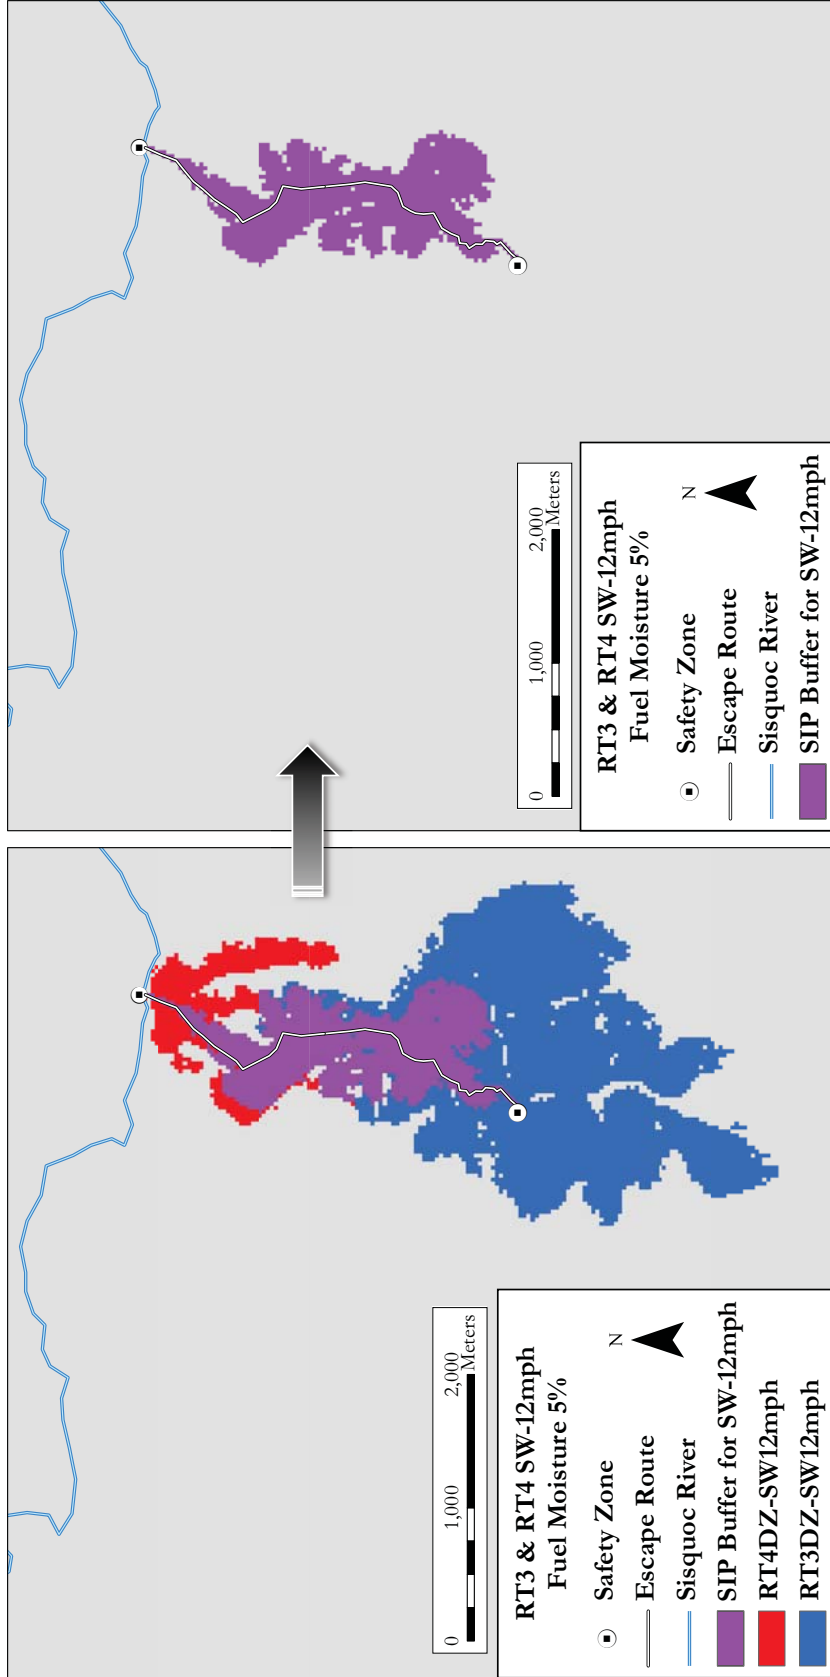 0 1,000 2,000
Meters
RT3 & RT4 SW-12mph
Fuel Moisture 5%
N
Safety Zone
Escape Route
Sisquoc River
SIP Buffer for SW-12mph
RT4DZ-SW12mph
RT3DZ-SW12mph
0 1,000 2,000
Meters
RT3 & RT4 SW-12mph
Fuel Moisture 5%
N
Safety Zone
Escape Route
Sisquoc River
SIP Buffer for SW-12mph